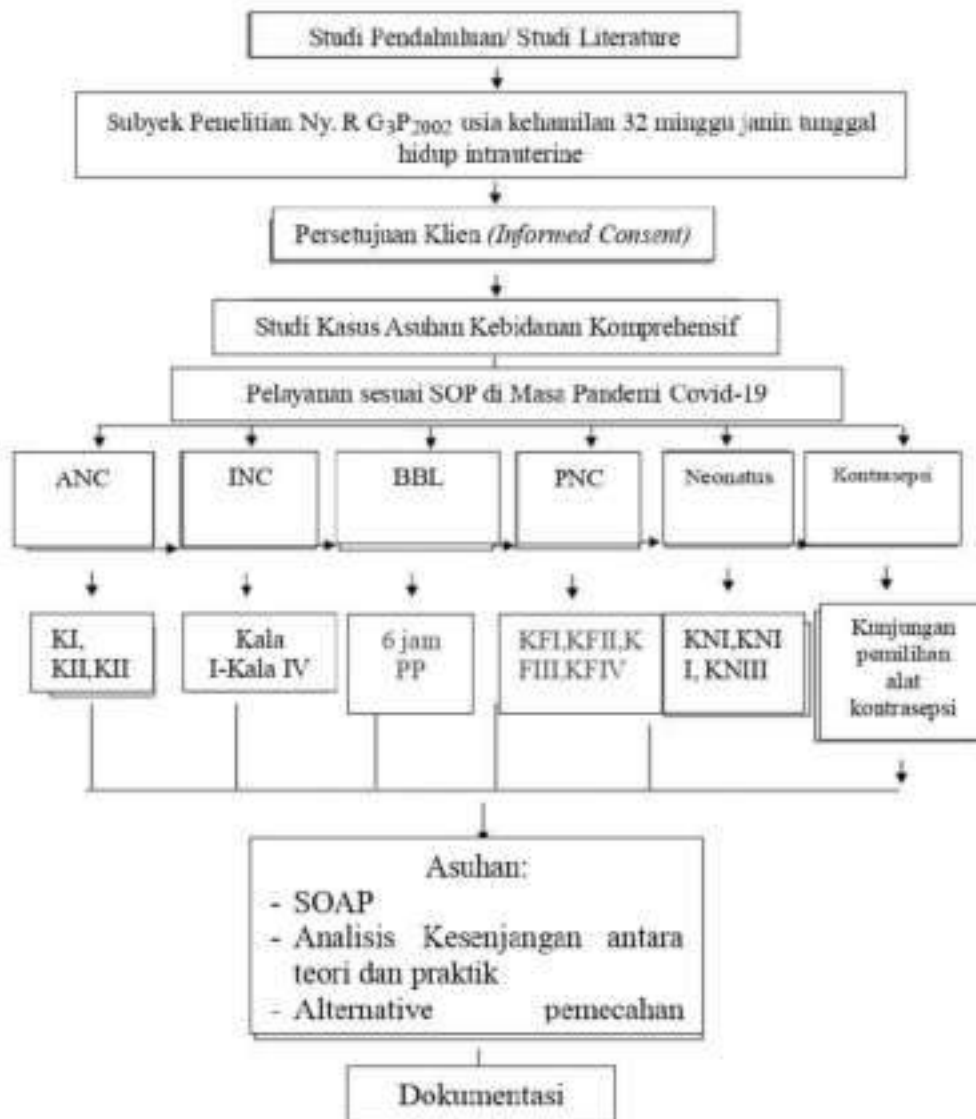 Studi Pendahuluan/ Studi Literature
Subyek Penelitian Ny. R G3P2002 usia kehamilan 32 minggu janin tunggal
hidup intrauterine
Persetujuan Klien (Informed Consent)
Studi Kasus Asuhan Kebidanan Komprehensif
Pelayanan sesuai SOP di Masa Pandemi Covid-19
ANC
INC
BBL
PNC
Neonatus
Kontrasepsi
KI,
KII,KII
Kala
I-Kala IV
6 jam
PP
KFI,KFII,K
FIII,KFIV
KNI,KNI
I, KNIII
Kunjungan
pemilihan
alat
kontrasepsi
Asuhan:
- SOAP
- Analisis Kesenjangan antara
teori dan praktik
- Alternative pemecahan
Dokumentasi